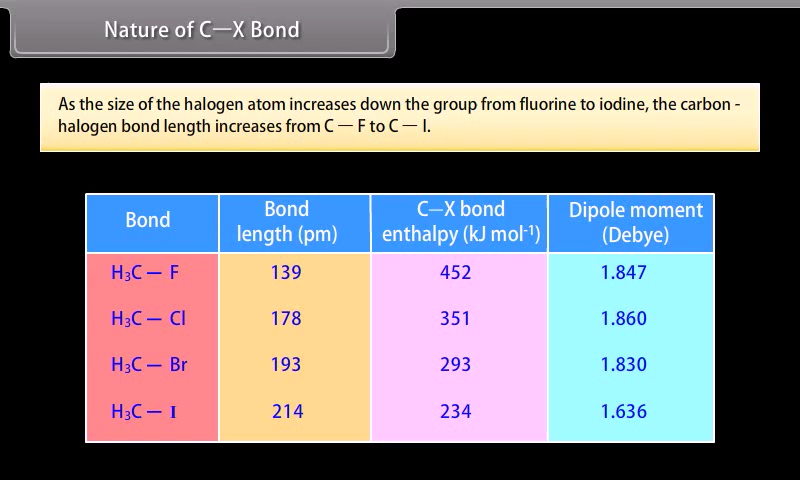 Nature of C—X Bond
As the size of the halogen atom increases down the group from fluorine to iodine, the carbon -
halogen bond length increases from C — F to C — I.
Bond Bond length (pm) C—X bond enthalpy (kJ mol⁻¹) Dipole moment (Debye)
H₃C — F 139 452 1.847
H₃C — Cl 178 351 1.860
H₃C — Br 193 293 1.830
H₃C — I 214 234 1.636